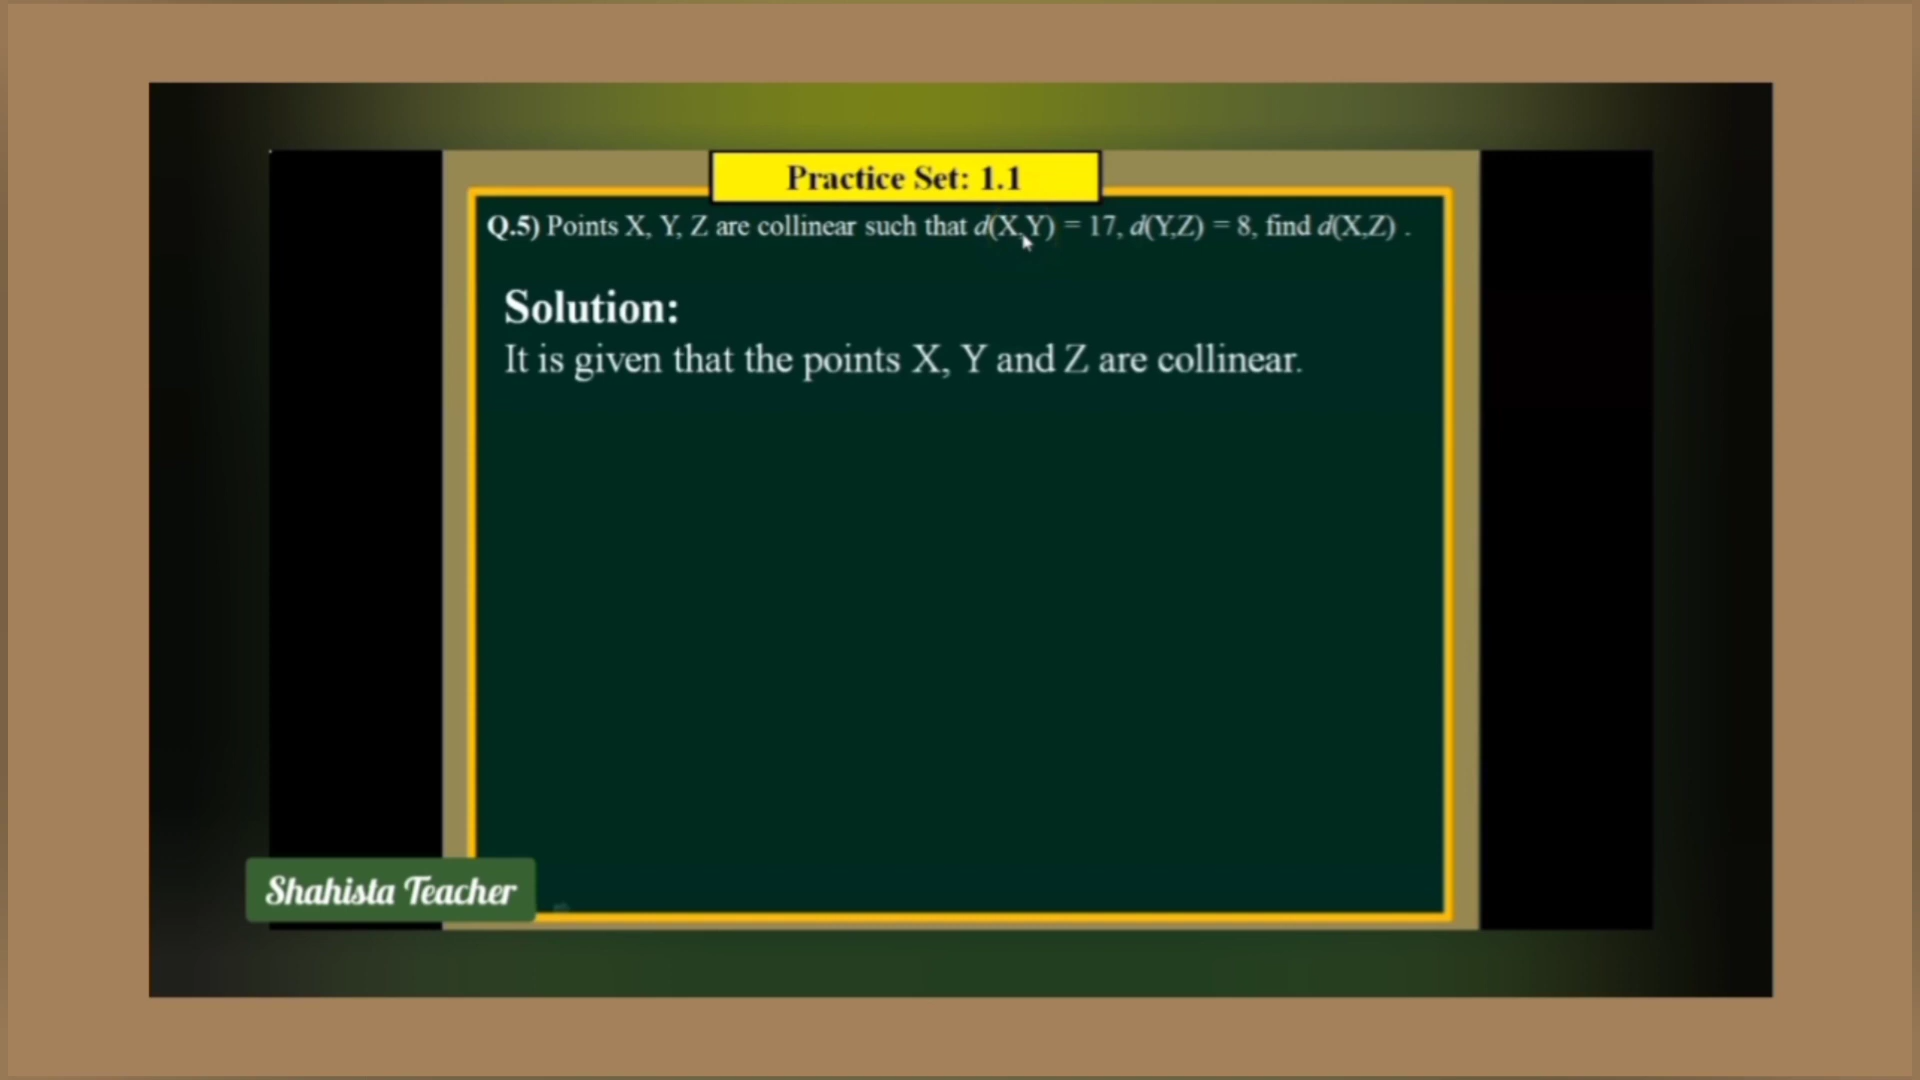 Practice Set: 1.1
Q.5) Points X, Y, Z are collinear such that d(X,Y) = 17, d(Y,Z) = 8, find d(X,Z) .
Solution:
It is given that the points X, Y and Z are collinear.
Shahista Teacher